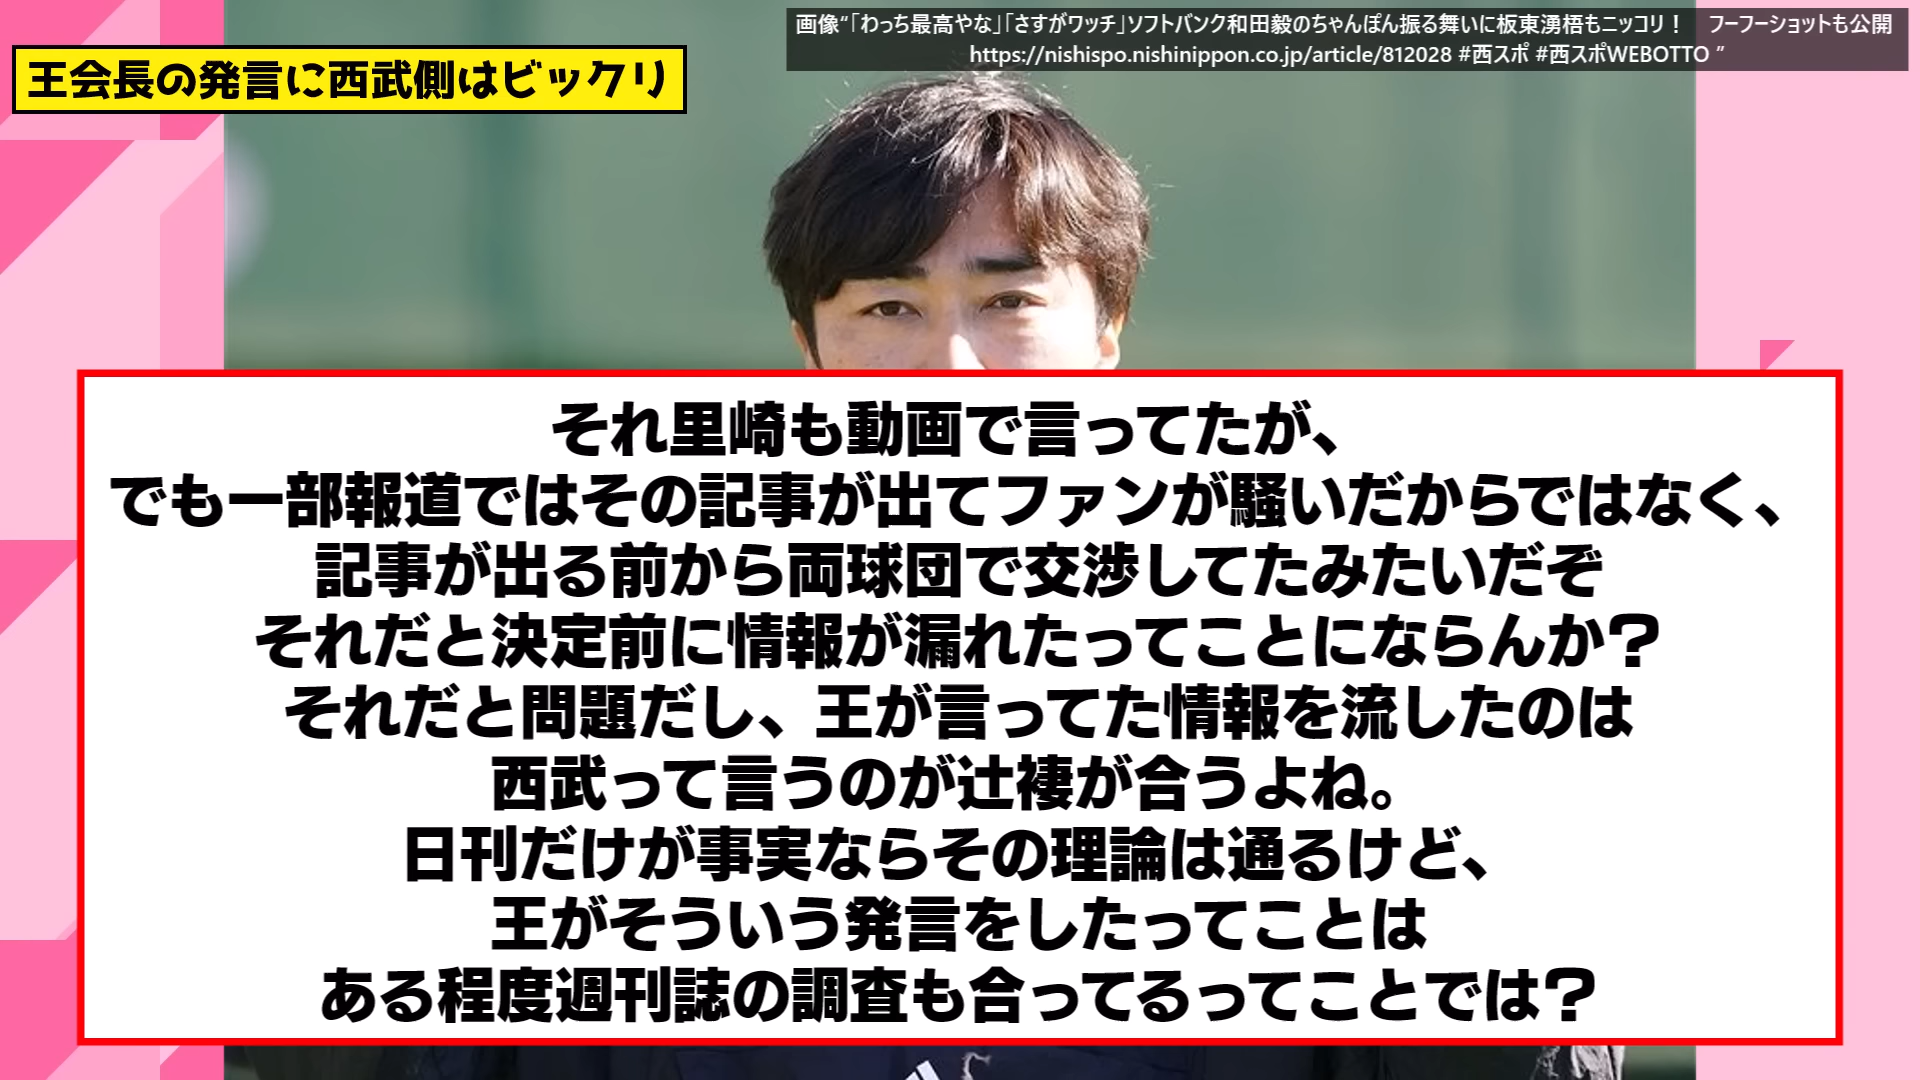 画像“「わっち最高やな」「さすがワッチ」ソフトバンク和田毅のちゃんぽん振る舞いに板東湧梧もニッコリ！　フーフーショットも公開
https://nishispo.nishinippon.co.jp/article/812028 #西スポ #西スポWEBOTTO ”
王会長の発言に西武側はビックリ
それ里崎も動画で言ってたが、
でも一部報道ではその記事が出てファンが騒いだからではなく、
記事が出る前から両球団で交渉してたみたいだぞ
それだと決定前に情報が漏れたってことにならんか？
それだと問題だし、王が言ってた情報を流したのは
西武って言うのが辻褄が合うよね。
日刊だけが事実ならその理論は通るけど、
王がそういう発言をしたってことは
ある程度週刊誌の調査も合ってるってことでは？